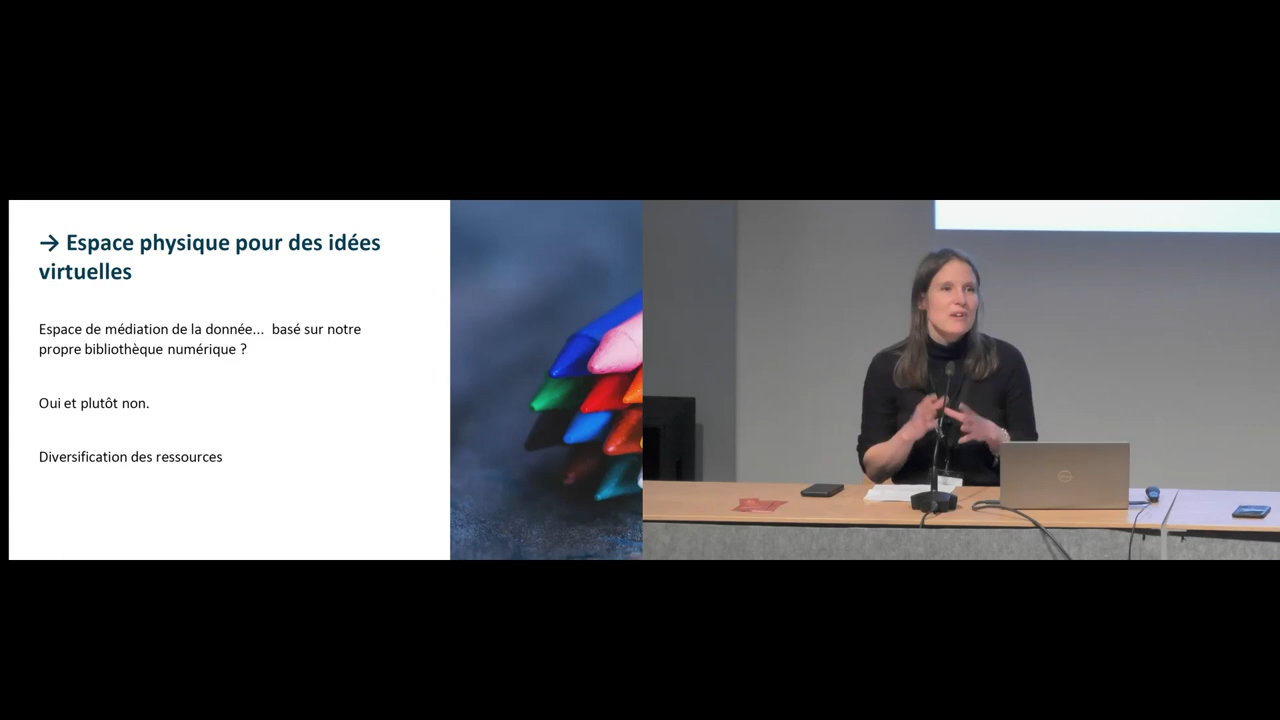 → Espace physique pour des idées
virtuelles
Espace de médiation de la donnée... basé sur notre
propre bibliothèque numérique ?
Oui et plutôt non.
Diversification des ressources